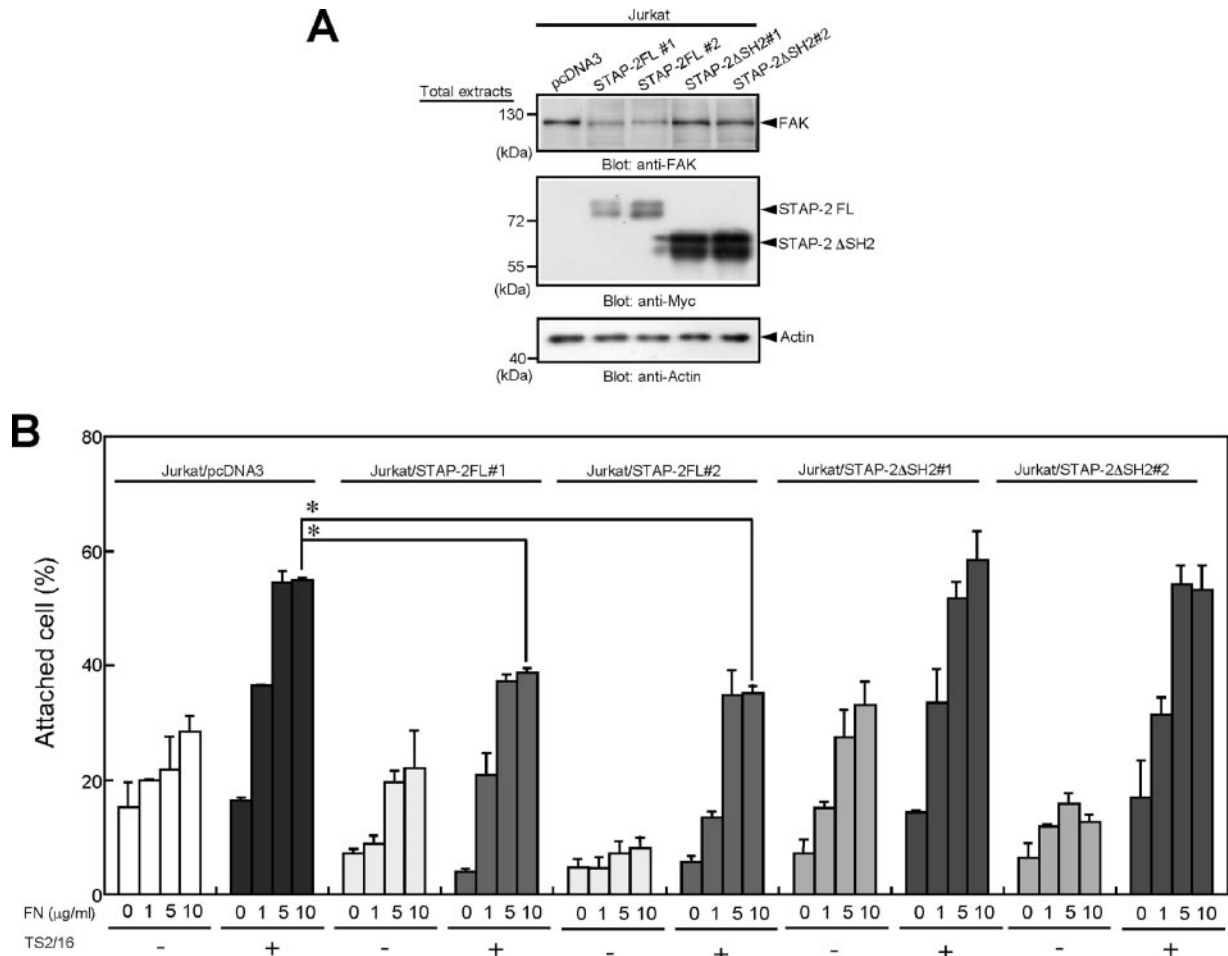 A
Jurkat
pcDNA3 STAP-2FL #1 STAP-2FL #2 STAP-2ΔSH2#1 STAP-2ΔSH2#2
Total extracts
130
FAK
(kDa)
Blot: anti-FAK
STAP-2 FL
72
STAP-2 ΔSH2
55
(kDa)
Blot: anti-Myc
Actin
40
(kDa)
Blot: anti-Actin
B
80
Jurkat/pcDNA3 Jurkat/STAP-2FL#1 Jurkat/STAP-2FL#2 Jurkat/STAP-2ΔSH2#1 Jurkat/STAP-2ΔSH2#2
*
*
60
40
20
0
Attached cell (%)
FN (μg/ml) 0 1 5 10 0 1 5 10 0 1 5 10 0 1 5 10 0 1 5 10 0 1 5 10 0 1 5 10 0 1 5 10 0 1 5 10 0 1 5 10
TS2/16 - + - + - + - + - +